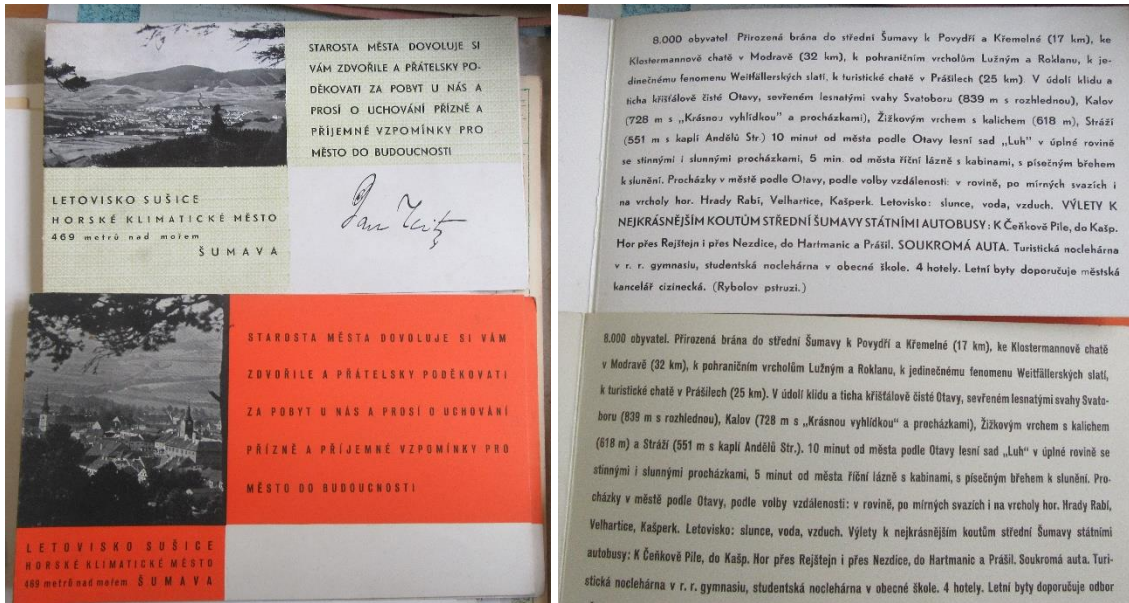 STAROSTA MĚSTA DOVOLUJE SI
VÁM ZDVOŘILE A PŘÁTELSKY PO-
DĚKOVATI ZA POBYT U NÁS A
PROSÍ O UCHOVÁNÍ PŘÍZNĚ A
PŘÍJEMNÉ VZPOMÍNKY PRO
MĚSTO DO BUDOUCNOSTI
LETOVISKO SUŠICE
HORSKÉ KLIMATICKÉ MĚSTO
469 metrů nad mořem
ŠUMAVA
STAROSTA MĚSTA DOVOLUJE SI VÁM
ZDVOŘILE A PŘÁTELSKY PODĚKOVATI
ZA POBYT U NÁS A PROSÍ O UCHOVÁNÍ
PŘÍZNĚ A PŘÍJEMNÉ VZPOMÍNKY PRO
MĚSTO DO BUDOUCNOSTI
LETOVISKO SUŠICE
HORSKÉ KLIMATICKÉ MĚSTO
469 metrů nad mořem ŠUMAVA
8.000 obyvatel Přirozená brána do střední Šumavy k Povydří a Křemelné (17 km), ke
Klostermannově chatě v Modravě (32 km), k pohraničním vrcholům Lužným a Roklanu, k je-
dinečnému fenomenu Weitfällerských slatí, k turistické chatě v Prášilech (25 km). V údolí klidu a
ticha křišťálově čisté Otavy, sevřeném lesnatými svahy Svatoboru (839 m s rozhlednou), Kalov
(728 m s „Krásnou vyhlídkou" a procházkami), Žižkovým vrchem s kalichem (618 m), Stráží
(551 m s kaplí Andělů Str.) 10 minut od města podle Otavy lesní sad „Luh" v úplné rovině
se stinnými i slunnými procházkami, 5 min. od města říční lázně s kabinami, s písečným břehem
k slunění. Procházky v městě podle Otavy, podle volby vzdálenosti: v rovině, po mírných svazích i
na vrcholy hor. Hrady Rabí, Velhartice, Kašperk. Letovisko: slunce, voda, vzduch. VÝLETY K
NEJKRÁSNĚJŠÍM KOUTŮM STŘEDNÍ ŠUMAVY STÁTNÍMI AUTOBUSY: K Čeňkově Pile, do Kašp.
Hor přes Rejštejn i přes Nezdice, do Hartmanic a Prášil. SOUKROMÁ AUTA. Turistická noclehárna
v r. r. gymnasiu, studentská noclehárna v obecné škole. 4 hotely. Letní byty doporučuje městská
kancelář cizinecká. (Rybolov pstruzi.)
8.000 obyvatel. Přirozená brána do střední Šumavy k Povydří a Křemelné (17 km), ke Klostermannově chatě
v Modravě (32 km), k pohraničním vrcholům Lužným a Roklanu, k jedinečnému fenomenu Weitfällerských slatí,
k turistické chatě v Prášilech (25 km). V údolí klidu a ticha křišťálově čisté Otavy, sevřeném lesnatými svahy Svato-
boru (839 m s rozhlednou), Kalov (728 m s „Krásnou vyhlídkou" a procházkami), Žižkovým vrchem s kalichem
(618 m) a Stráží (551 m s kaplí Andělů Str.). 10 minut od města podle Otavy lesní sad „Luh" v úplné rovině se
stinnými i slunnými procházkami, 5 minut od města říční lázně s kabinami, s písečným břehem k slunění. Pro-
cházky v městě podle Otavy, podle volby vzdálenosti: v rovině, po mírných svazích i na vrcholy hor. Hrady Rabí,
Velhartice, Kašperk. Letovisko: slunce, voda, vzduch. Výlety k nejkrásnějším koutům střední Šumavy státními
autobusy: K Čeňkově Pile, do Kašp. Hor přes Rejštejn i přes Nezdice, do Hartmanic a Prášil. Soukromá auta. Turi-
stická noclehárna v r. r. gymnasiu, studentská noclehárna v obecné škole. 4 hotely. Letní byty doporučuje odbor